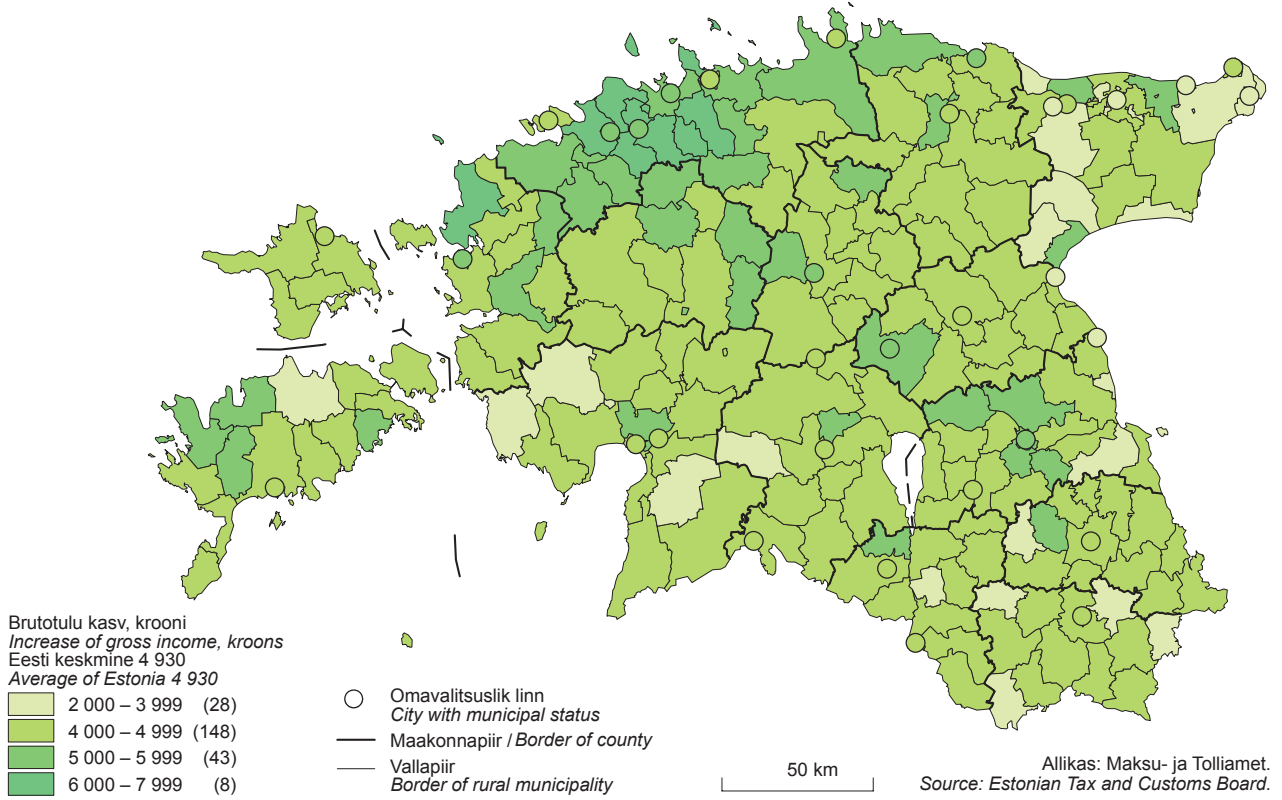 Brutotulu kasv, krooni
Increase of gross income, kroons
Eesti keskmine 4 930
Average of Estonia 4 930
2 000 – 3 999 (28)
4 000 – 4 999 (148)
5 000 – 5 999 (43)
6 000 – 7 999 (8)
Omavalitsuslik linn
City with municipal status
Maakonnapiir / Border of county
Vallapiir
Border of rural municipality
50 km
Allikas: Maksu- ja Tolliamet.
Source: Estonian Tax and Customs Board.